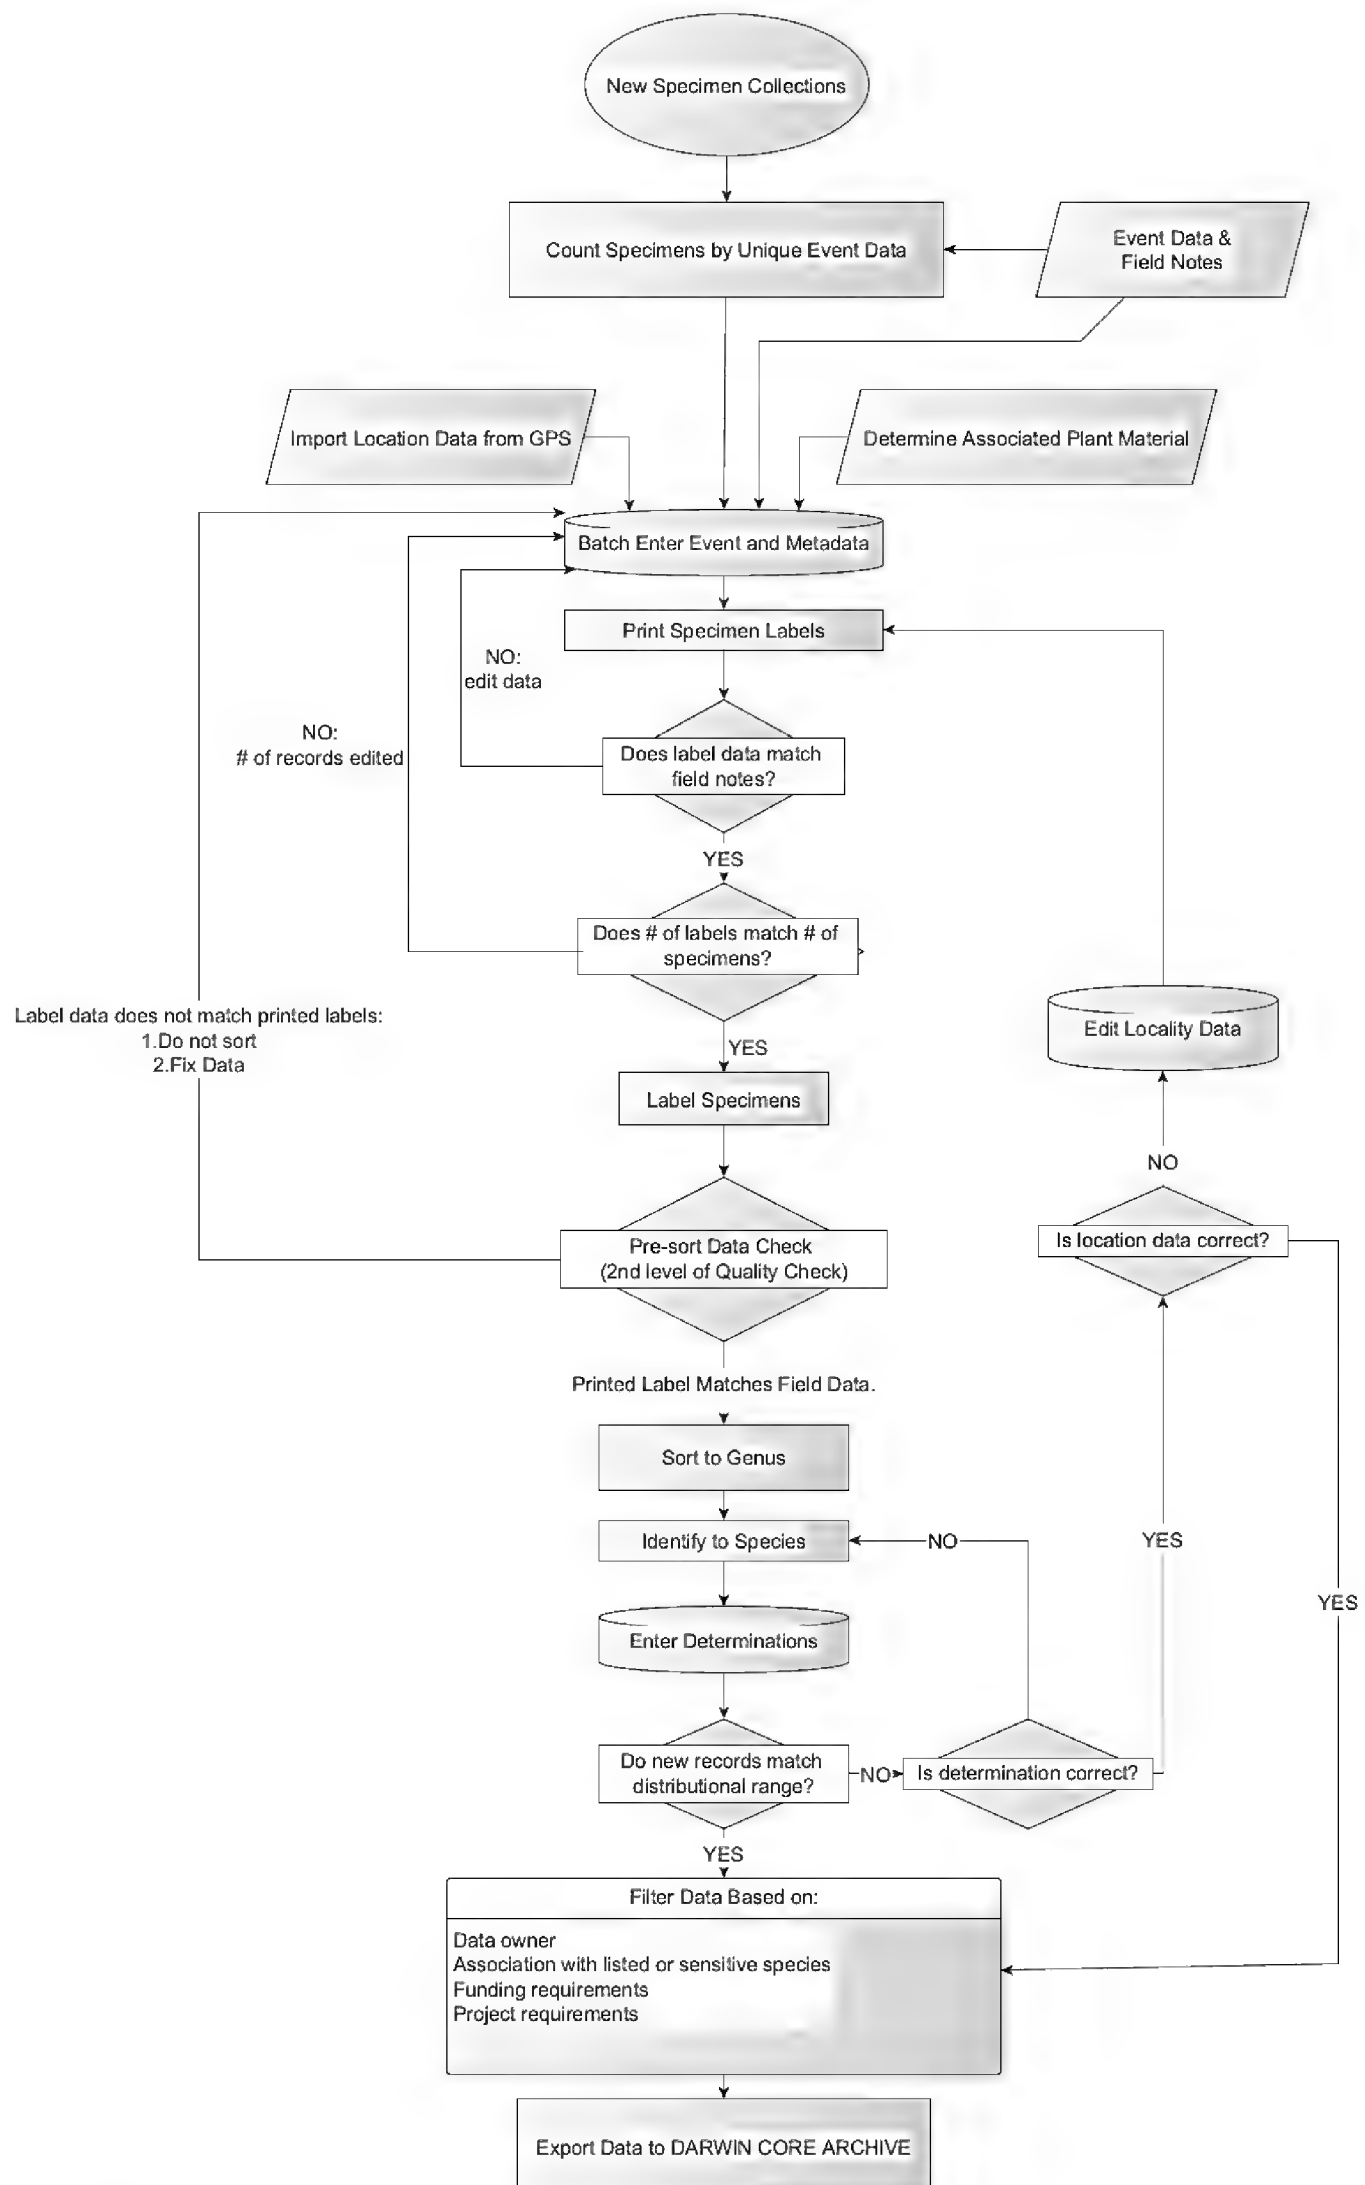 New Specimen Collections
Count Specimens by Unique Event Data
Event Data &
Field Notes
Import Location Data from GPS
Determine Associated Plant Material
Batch Enter Event and Metadata
Print Specimen Labels
NO:
edit data
NO:
# of records edited
Does label data match
field notes?
YES
Does # of labels match # of
specimens?
Label data does not match printed labels:
1.Do not sort
2.Fix Data
Edit Locality Data
YES
Label Specimens
NO
Is location data correct?
Pre-sort Data Check
(2nd level of Quality Check)
Printed Label Matches Field Data.
Sort to Genus
Identify to Species
NO
YES
YES
Enter Determinations
Do new records match
distributional range?
NO
Is determination correct?
YES
Filter Data Based on:
Data owner
Association with listed or sensitive species
Funding requirements
Project requirements
Export Data to DARWIN CORE ARCHIVE